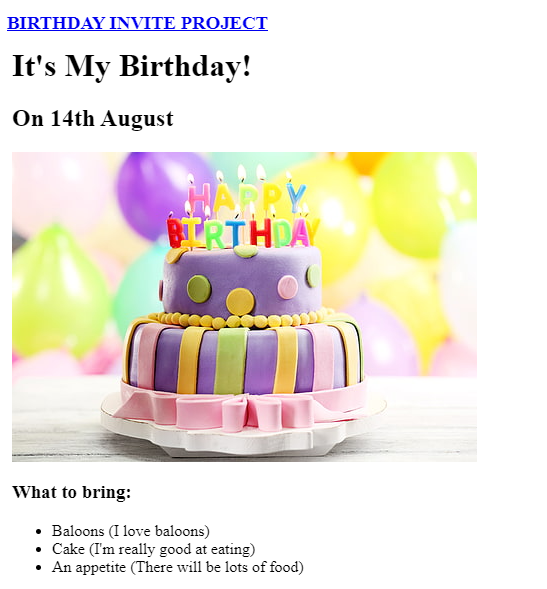 BIRTHDAY INVITE PROJECT
It's My Birthday!
On 14th August
HAPPY
BIRTHDAY
What to bring:
Baloons (I love baloons)
Cake (I'm really good at eating)
An appetite (There will be lots of food)